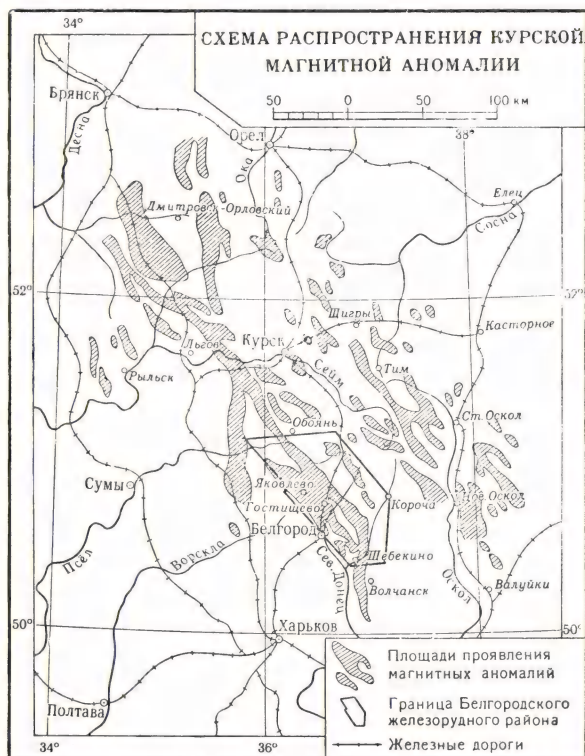 34°
СХЕМА РАСПРОСТРАНЕНИЯ КУРСКОЙ
МАГНИТНОЙ АНОМАЛИИ
50 0 50 100 км
Брянск
Десна
Орел
Ока
38°
Елец
Сосна
Дмитровск-Орловский
52°
52°
Щигры
Касторное
Льгов
Курск
Сейм
Тим
Рыльск
Ст. Оскол
Обоянь
Яковлево
Сумы
Гостищево
Короча
Нов. Оскол
Белгород
Псёл
Ворскла
Шебекино
Сев. Донец
Волчанск
Оскол
Валуйки
50°
50°
Харьков
Полтава
Площади проявления
магнитных аномалий
Граница Белгородского
железорудного района
Железные дороги
34°
36°